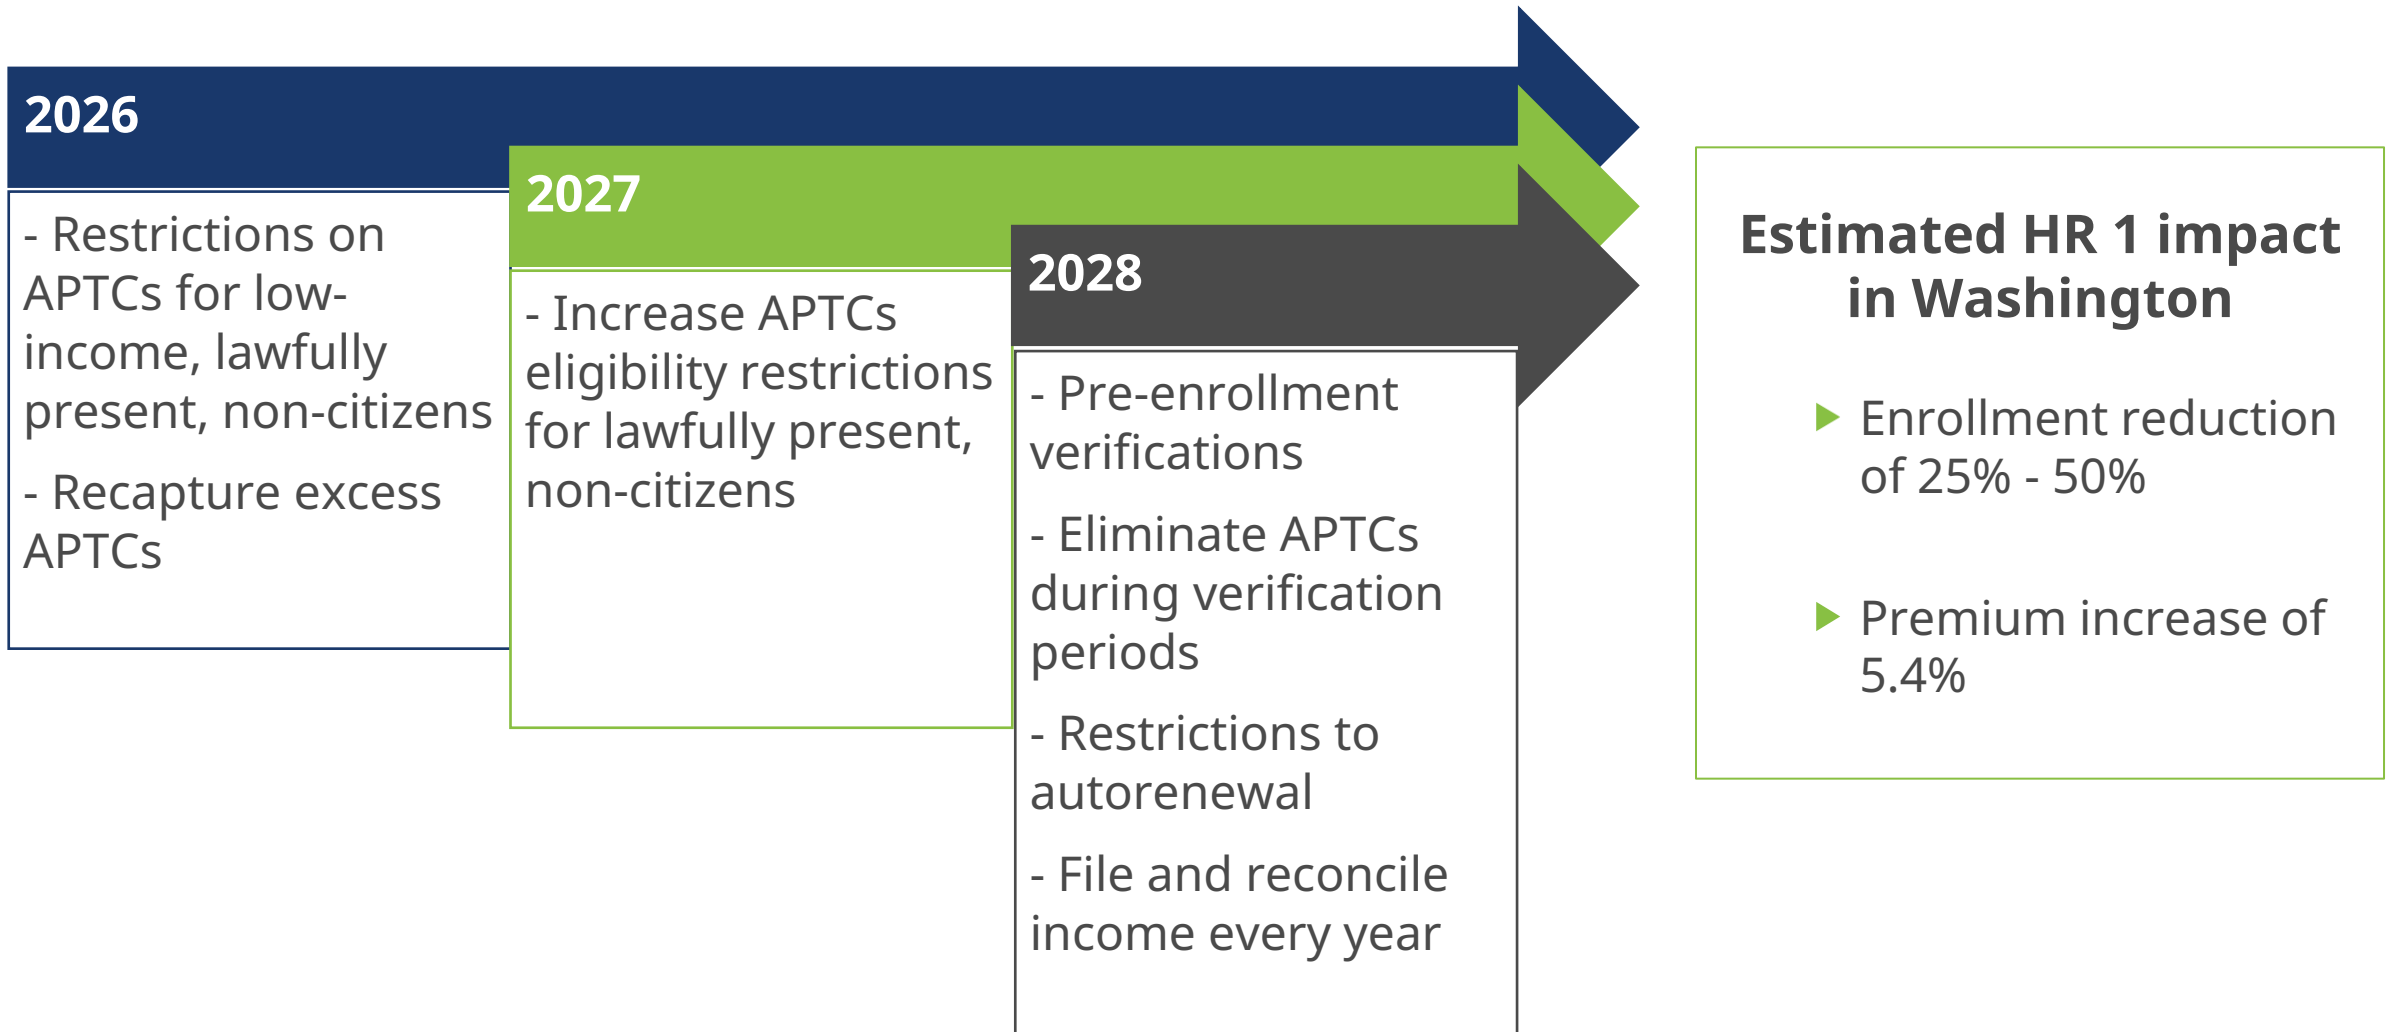 2026
- Restrictions on
APTCs for low-
income, lawfully
present, non-citizens
- Recapture excess
APTCs
2027
- Increase APTCs
eligibility restrictions
for lawfully present,
non-citizens
2028
- Pre-enrollment
verifications
- Eliminate APTCs
during verification
periods
- Restrictions to
autorenewal
- File and reconcile
income every year
Estimated HR 1 impact
in Washington
Enrollment reduction
of 25% - 50%
Premium increase of
5.4%